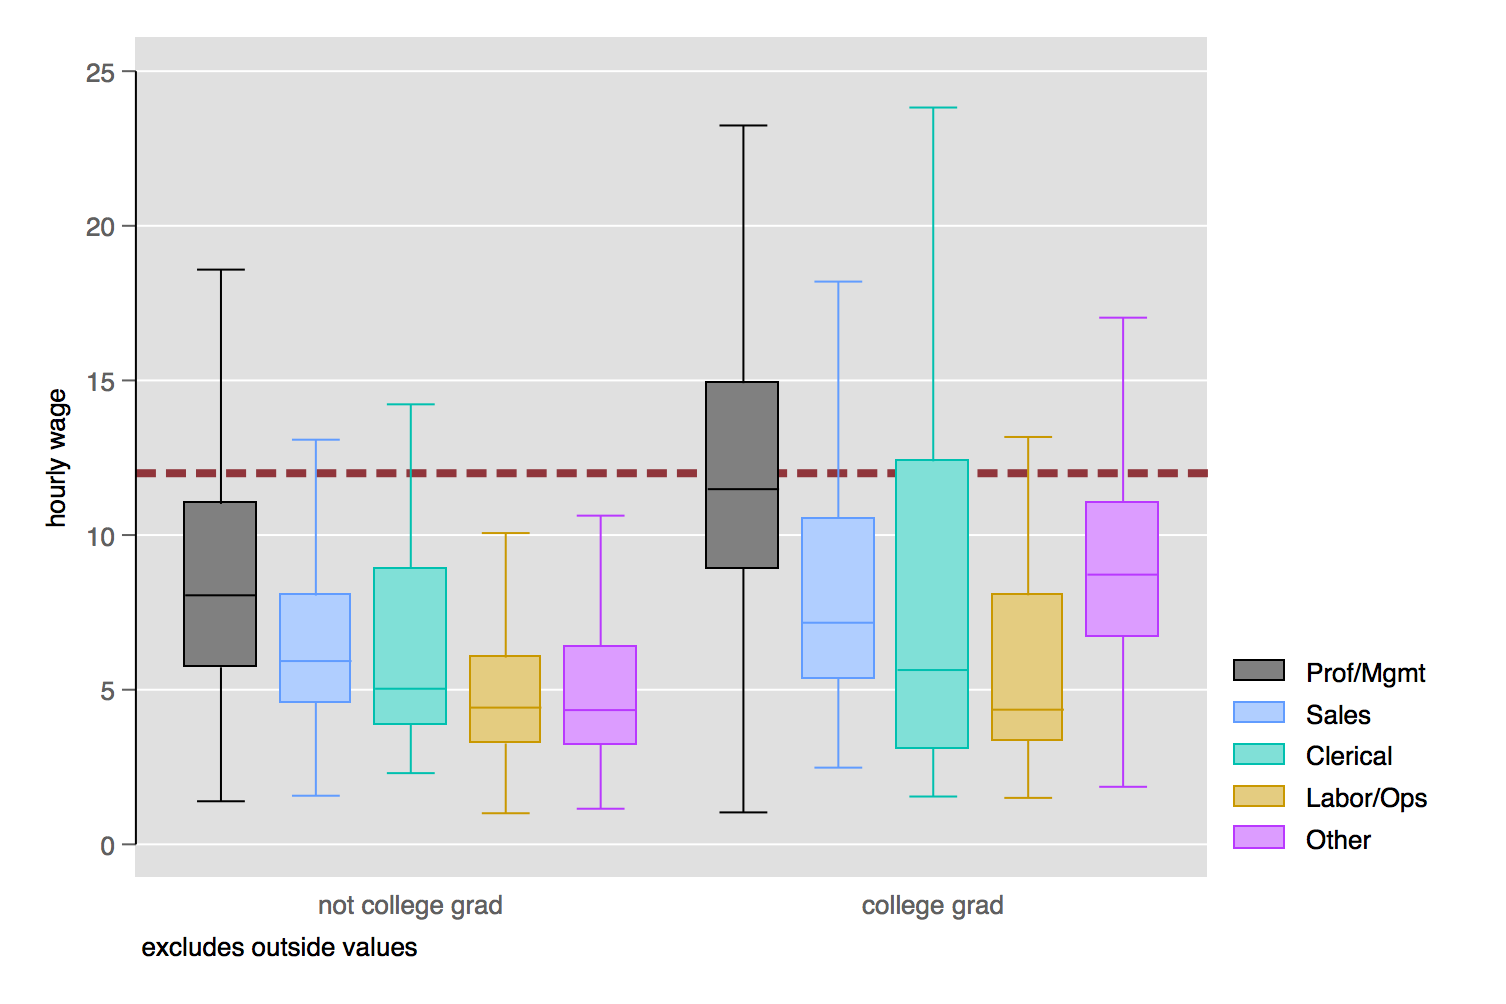 25
20
15
10
5
0
hourly wage
not college grad
college grad
excludes outside values
Prof/Mgmt
Sales
Clerical
Labor/Ops
Other